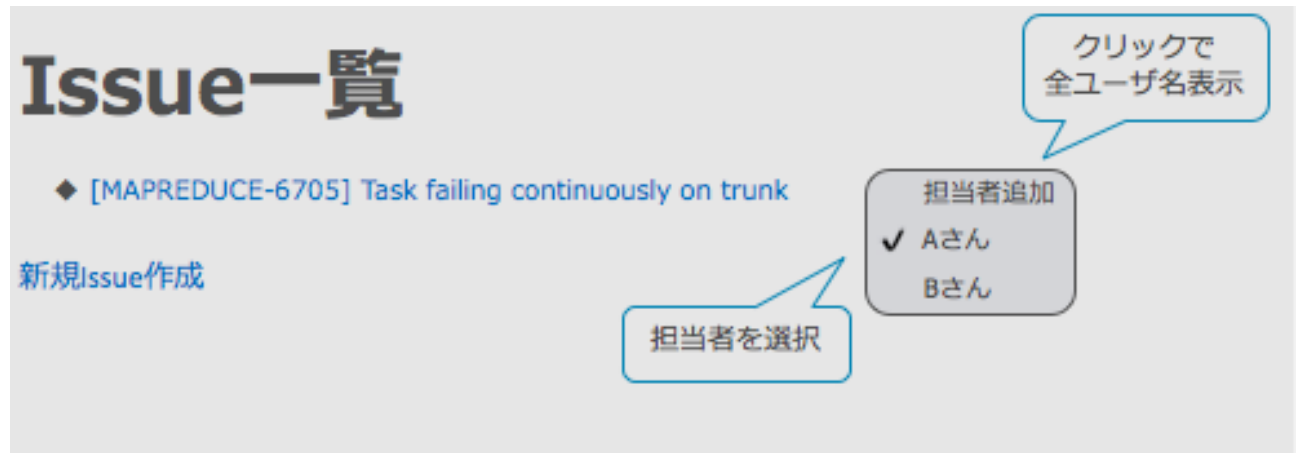 Issue一覧
クリックで
全ユーザ名表示
◆ [MAPREDUCE-6705] Task failing continuously on trunk
担当者追加
✓ Aさん
Bさん
新規Issue作成
担当者を選択